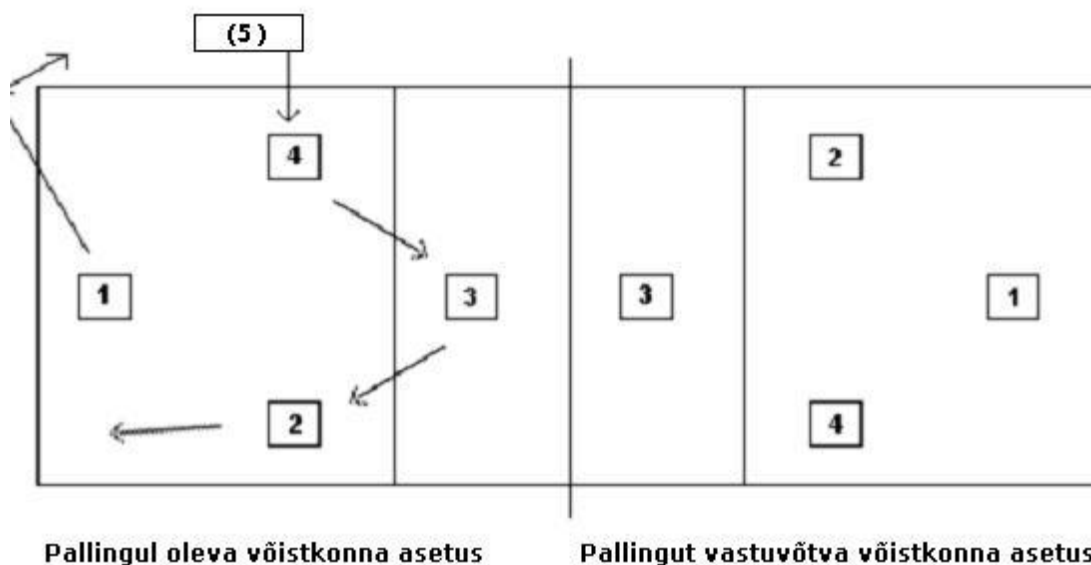 (5)
4 2
1 3 3 1
2 4
Pallingul oleva võistkonna asetus
Pallingut vastuvõtva võistkonna asetus